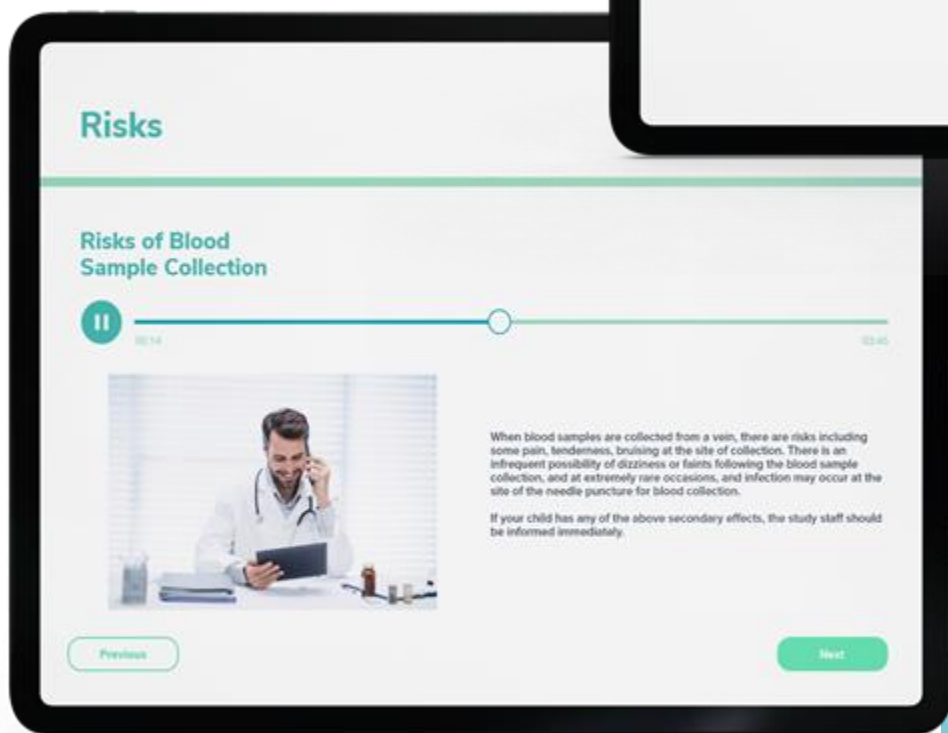 Risks
Risks of Blood
Sample Collection
00:14
03:45
When blood samples are collected from a vein, there are risks including
some pain, tenderness, bruising at the site of collection. There is an
infrequent possibility of dizziness or faints following the blood sample
collection, and at extremely rare occasions, and infection may occur at the
site of the needle puncture for blood collection.
If your child has any of the above secondary effects, the study staff should
be informed immediately.
Previous
Next